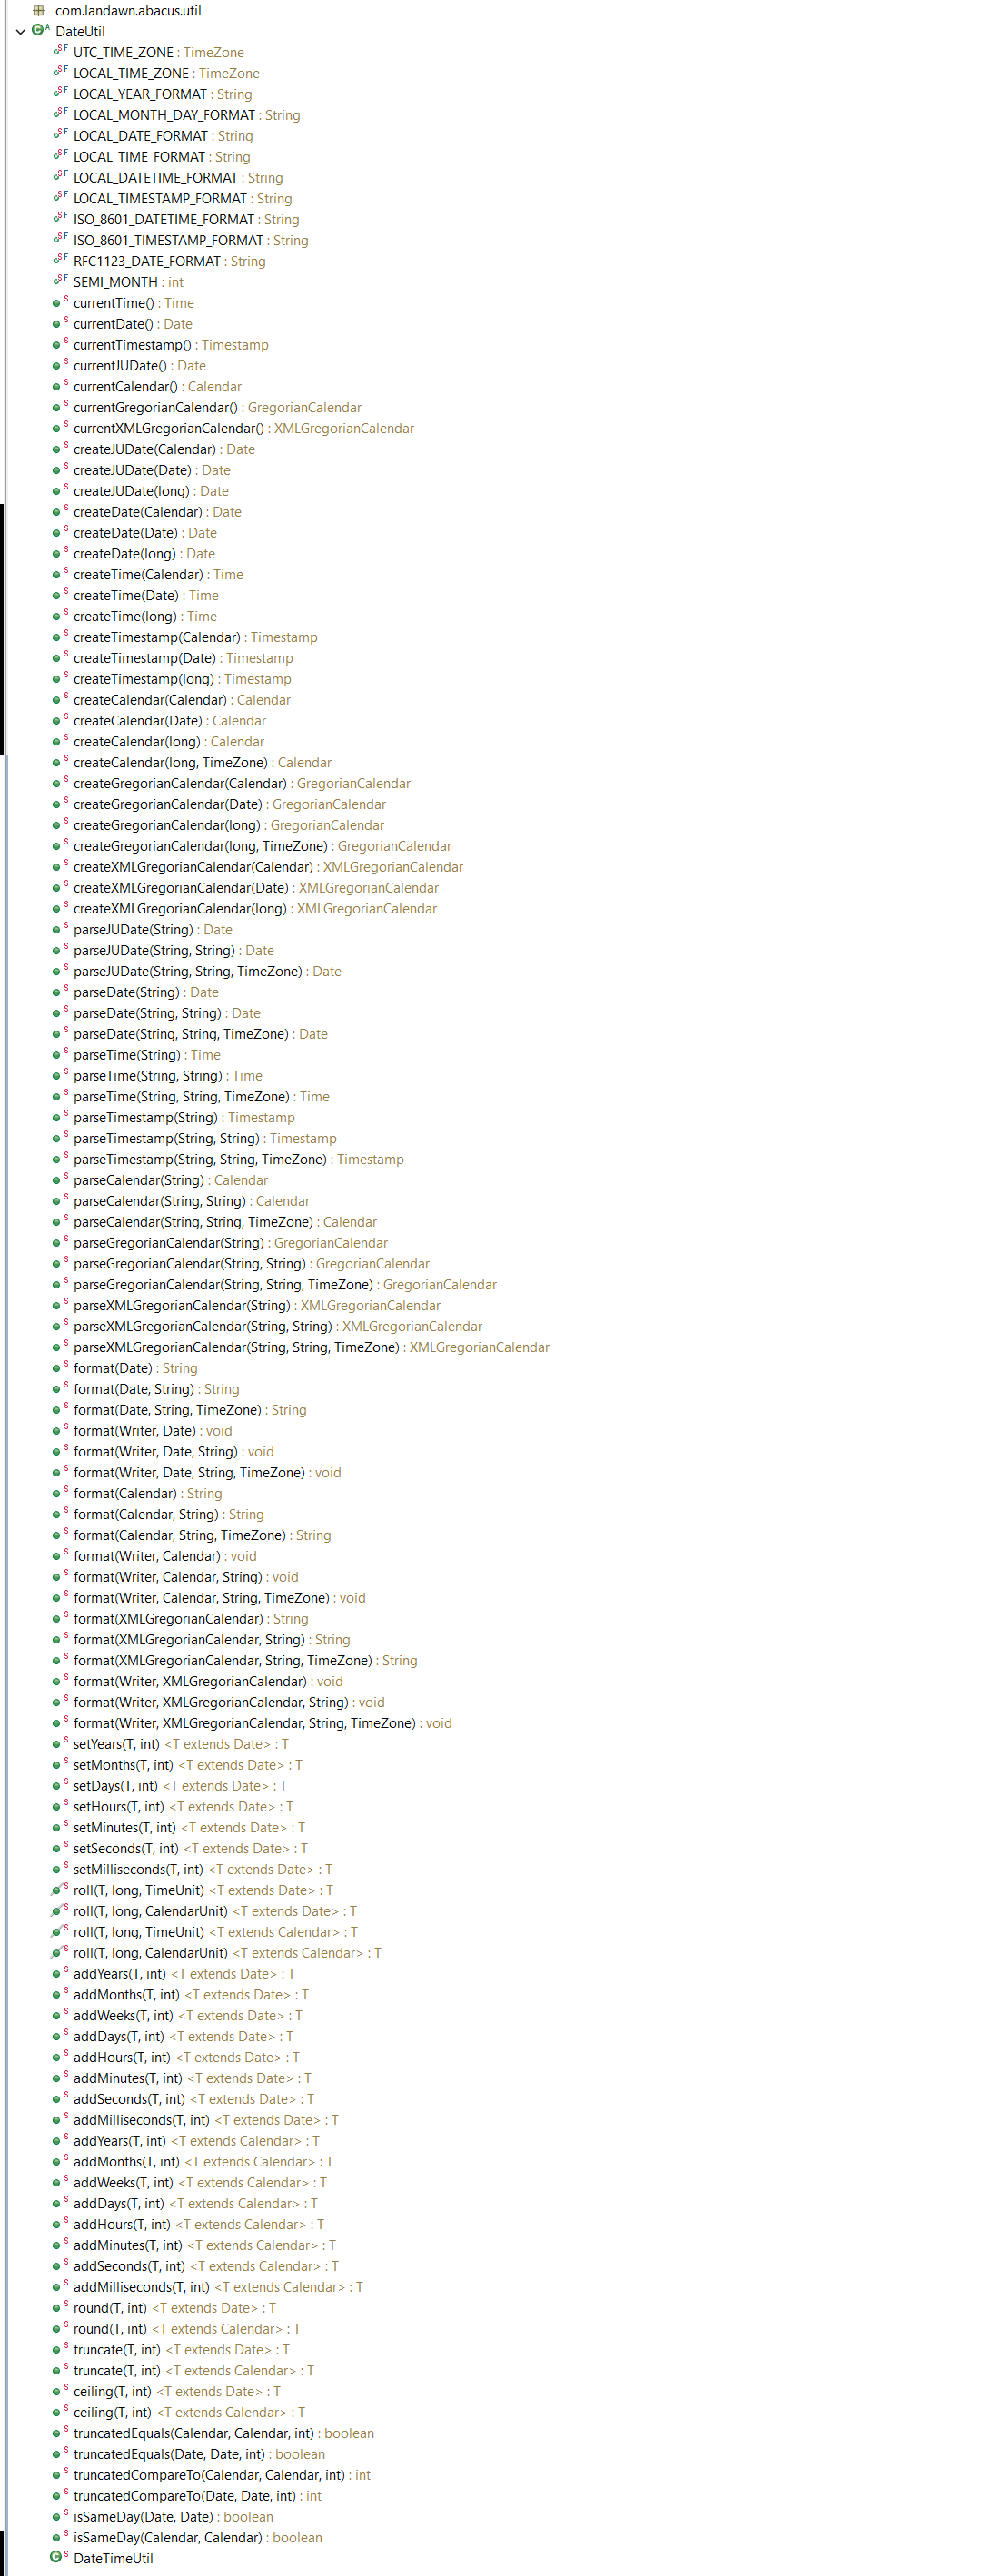 com.landawn.abacus.util
DateUtil
UTC_TIME_ZONE : TimeZone
LOCAL_TIME_ZONE : TimeZone
LOCAL_YEAR_FORMAT : String
LOCAL_MONTH_DAY_FORMAT : String
LOCAL_DATE_FORMAT : String
LOCAL_TIME_FORMAT : String
LOCAL_DATETIME_FORMAT : String
LOCAL_TIMESTAMP_FORMAT : String
ISO_8601_DATETIME_FORMAT : String
ISO_8601_TIMESTAMP_FORMAT : String
RFC1123_DATE_FORMAT : String
SEMI_MONTH : int
currentTime() : Time
currentDate() : Date
currentTimestamp() : Timestamp
currentJUDate() : Date
currentCalendar() : Calendar
currentGregorianCalendar() : GregorianCalendar
currentXMLGregorianCalendar() : XMLGregorianCalendar
createJUDate(Calendar) : Date
createJUDate(Date) : Date
createJUDate(long) : Date
createDate(Calendar) : Date
createDate(Date) : Date
createDate(long) : Date
createTime(Calendar) : Time
createTime(Date) : Time
createTime(long) : Time
createTimestamp(Calendar) : Timestamp
createTimestamp(Date) : Timestamp
createTimestamp(long) : Timestamp
createCalendar(Calendar) : Calendar
createCalendar(Date) : Calendar
createCalendar(long) : Calendar
createCalendar(long, TimeZone) : Calendar
createGregorianCalendar(Calendar) : GregorianCalendar
createGregorianCalendar(Date) : GregorianCalendar
createGregorianCalendar(long) : GregorianCalendar
createGregorianCalendar(long, TimeZone) : GregorianCalendar
createXMLGregorianCalendar(Calendar) : XMLGregorianCalendar
createXMLGregorianCalendar(Date) : XMLGregorianCalendar
createXMLGregorianCalendar(long) : XMLGregorianCalendar
parseJUDate(String) : Date
parseJUDate(String, String) : Date
parseJUDate(String, String, TimeZone) : Date
parseDate(String) : Date
parseDate(String, String) : Date
parseDate(String, String, TimeZone) : Date
parseTime(String) : Time
parseTime(String, String) : Time
parseTime(String, String, TimeZone) : Time
parseTimestamp(String) : Timestamp
parseTimestamp(String, String) : Timestamp
parseTimestamp(String, String, TimeZone) : Timestamp
parseCalendar(String) : Calendar
parseCalendar(String, String) : Calendar
parseCalendar(String, String, TimeZone) : Calendar
parseGregorianCalendar(String) : GregorianCalendar
parseGregorianCalendar(String, String) : GregorianCalendar
parseGregorianCalendar(String, String, TimeZone) : GregorianCalendar
parseXMLGregorianCalendar(String) : XMLGregorianCalendar
parseXMLGregorianCalendar(String, String) : XMLGregorianCalendar
parseXMLGregorianCalendar(String, String, TimeZone) : XMLGregorianCalendar
format(Date) : String
format(Date, String) : String
format(Date, String, TimeZone) : String
format(Writer, Date) : void
format(Writer, Date, String) : void
format(Writer, Date, String, TimeZone) : void
format(Calendar) : String
format(Calendar, String) : String
format(Calendar, String, TimeZone) : String
format(Writer, Calendar) : void
format(Writer, Calendar, String) : void
format(Writer, Calendar, String, TimeZone) : void
format(XMLGregorianCalendar) : String
format(XMLGregorianCalendar, String) : String
format(XMLGregorianCalendar, String, TimeZone) : String
format(Writer, XMLGregorianCalendar) : void
format(Writer, XMLGregorianCalendar, String) : void
format(Writer, XMLGregorianCalendar, String, TimeZone) : void
setYears(T, int) <T extends Date> : T
setMonths(T, int) <T extends Date> : T
setDays(T, int) <T extends Date> : T
setHours(T, int) <T extends Date> : T
setMinutes(T, int) <T extends Date> : T
setSeconds(T, int) <T extends Date> : T
setMilliseconds(T, int) <T extends Date> : T
roll(T, long, TimeUnit) <T extends Date> : T
roll(T, long, CalendarUnit) <T extends Date> : T
roll(T, long, TimeUnit) <T extends Calendar> : T
roll(T, long, CalendarUnit) <T extends Calendar> : T
addYears(T, int) <T extends Date> : T
addMonths(T, int) <T extends Date> : T
addWeeks(T, int) <T extends Date> : T
addDays(T, int) <T extends Date> : T
addHours(T, int) <T extends Date> : T
addMinutes(T, int) <T extends Date> : T
addSeconds(T, int) <T extends Date> : T
addMilliseconds(T, int) <T extends Date> : T
addYears(T, int) <T extends Calendar> : T
addMonths(T, int) <T extends Calendar> : T
addWeeks(T, int) <T extends Calendar> : T
addDays(T, int) <T extends Calendar> : T
addHours(T, int) <T extends Calendar> : T
addMinutes(T, int) <T extends Calendar> : T
addSeconds(T, int) <T extends Calendar> : T
addMilliseconds(T, int) <T extends Calendar> : T
round(T, int) <T extends Date> : T
round(T, int) <T extends Calendar> : T
truncate(T, int) <T extends Date> : T
truncate(T, int) <T extends Calendar> : T
ceiling(T, int) <T extends Date> : T
ceiling(T, int) <T extends Calendar> : T
truncatedEquals(Calendar, Calendar, int) : boolean
truncatedEquals(Date, Date, int) : boolean
truncatedCompareTo(Calendar, Calendar, int) : int
truncatedCompareTo(Date, Date, int) : int
isSameDay(Date, Date) : boolean
isSameDay(Calendar, Calendar) : boolean
DateTimeUtil